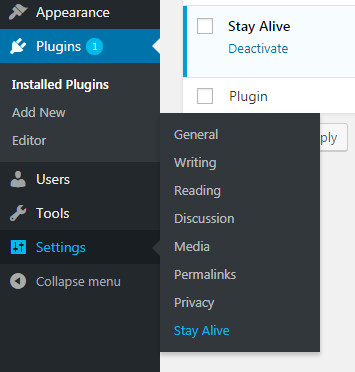 Appearance
Plugins 1
Installed Plugins
Add New
Editor
Users
Tools
Settings
Collapse menu
Stay Alive
Deactivate
Plugin
General
Writing
Reading
Discussion
Media
Permalinks
Privacy
Stay Alive